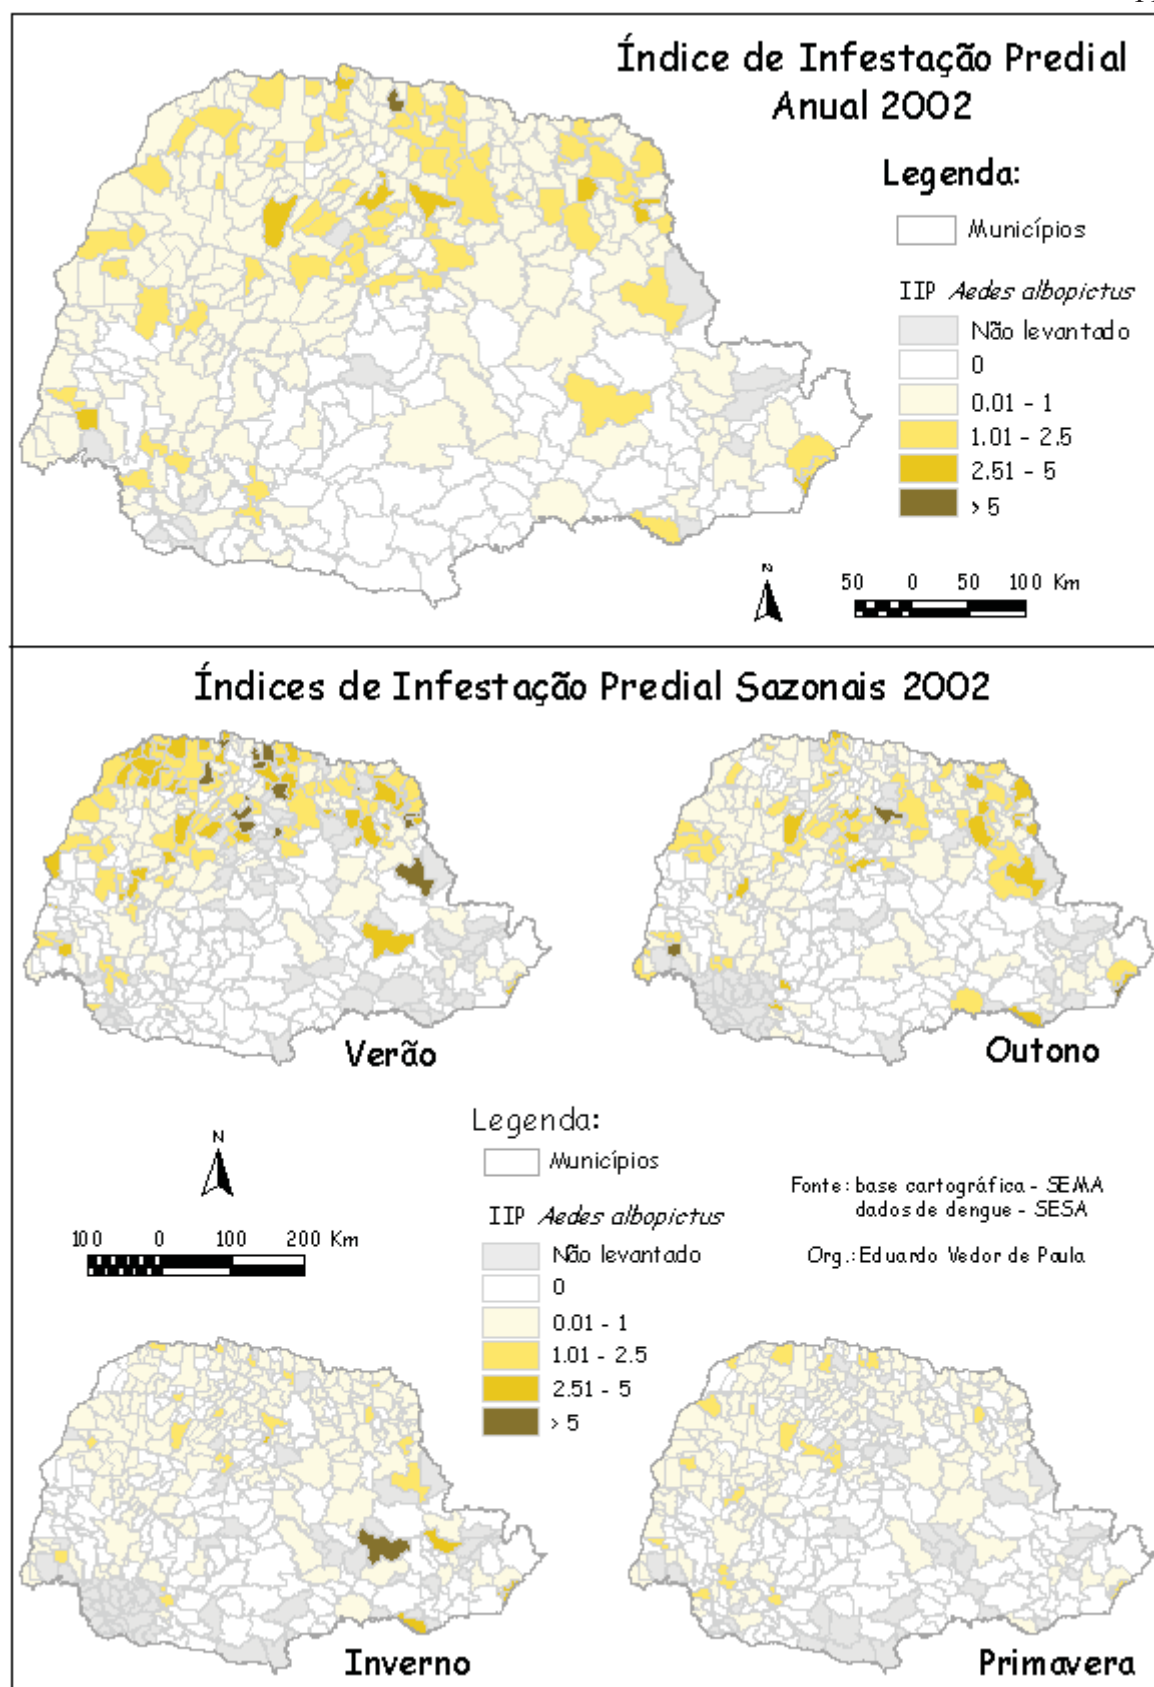 Índice de Infestação Predial
Anual 2002
Legenda:
Municípios
IIP Aedes albopictus
Não levantado
0
0.01 - 1
1.01 - 2.5
2.51 - 5
> 5
N
50 0 50 100 Km
Índices de Infestação Predial Sazonais 2002
Verão
Outono
Legenda:
Municípios
N
IIP Aedes albopictus
100 0 100 200 Km
Não levantado
0
0.01 - 1
1.01 - 2.5
2.51 - 5
> 5
Fonte: base cartográfica - SEMA
dados de dengue - SESA
Org.: Eduardo Vedor de Paula
Inverno
Primavera